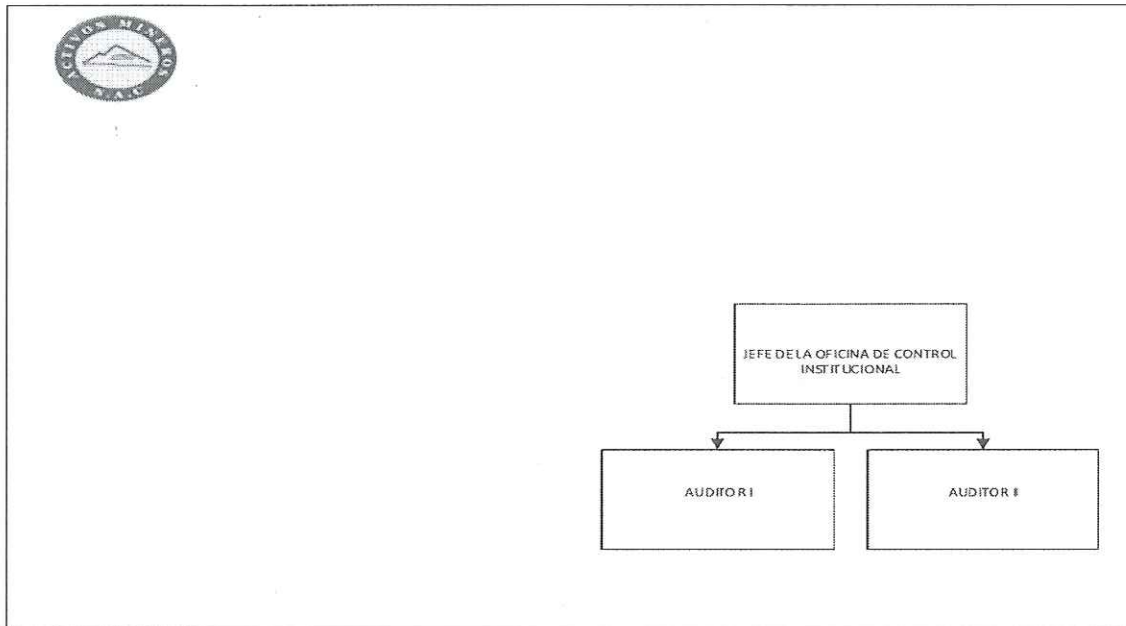 ACTIVOS MINEROS
S.A.C
JEFE DE LA OFICINA DE CONTROL
INSTITUCIONAL
AUDITOR I
AUDITOR II